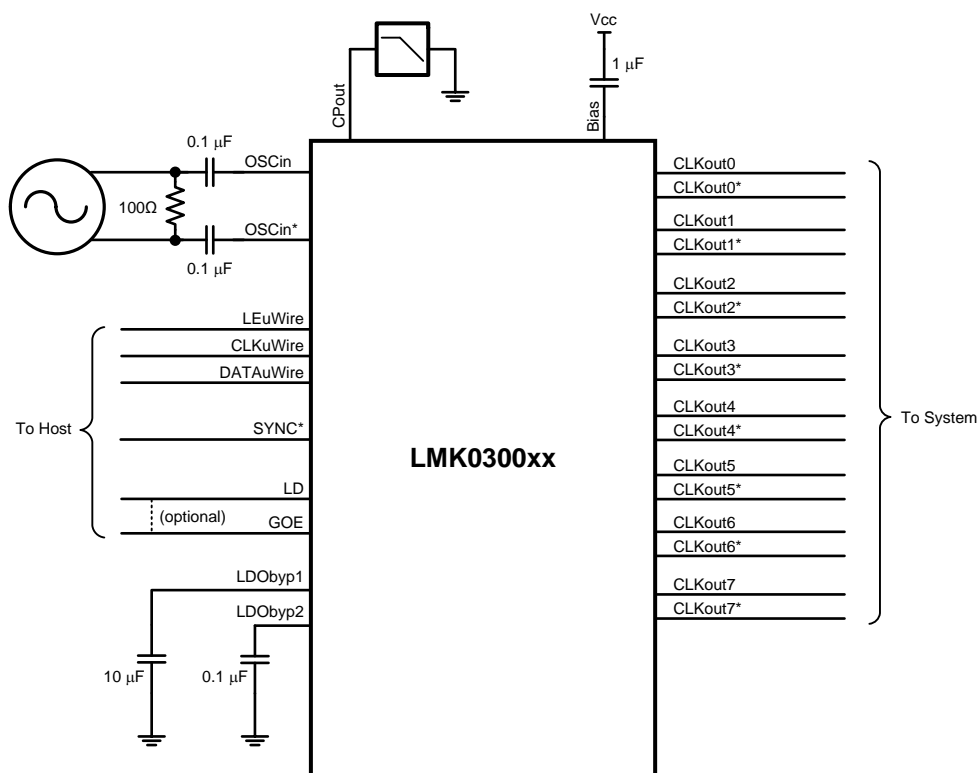 Vcc
1 μF
CPout
Bias
0.1 μF
OSCin
100Ω
OSCin*
0.1 μF
LEuWire
CLKuWire
DATAuWire
To Host
SYNC*
LD
(optional)
GOE
LDObyp1
LDObyp2
10 μF
0.1 μF
LMK0300xx
CLKout0
CLKout0*
CLKout1
CLKout1*
CLKout2
CLKout2*
CLKout3
CLKout3*
CLKout4
CLKout4*
CLKout5
CLKout5*
CLKout6
CLKout6*
CLKout7
CLKout7*
To System